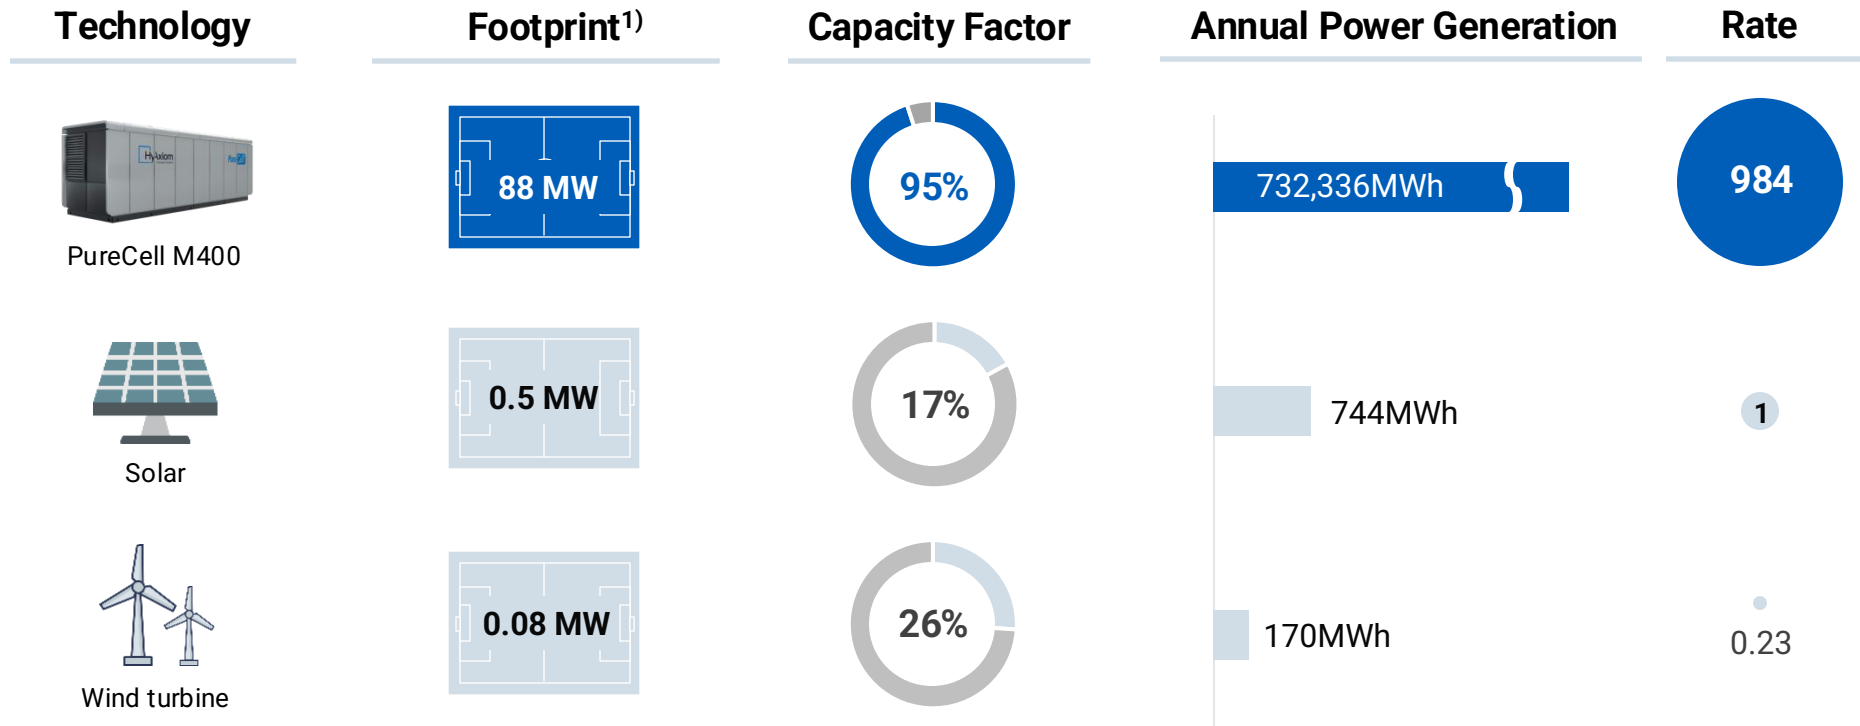 Technology
Footprint1)
Capacity Factor
Annual Power Generation
Rate
HyAxiom
PureCell M400
88 MW
95%
732,336MWh
984
Solar
0.5 MW
17%
744MWh
1
Wind turbine
0.08 MW
26%
170MWh
0.23